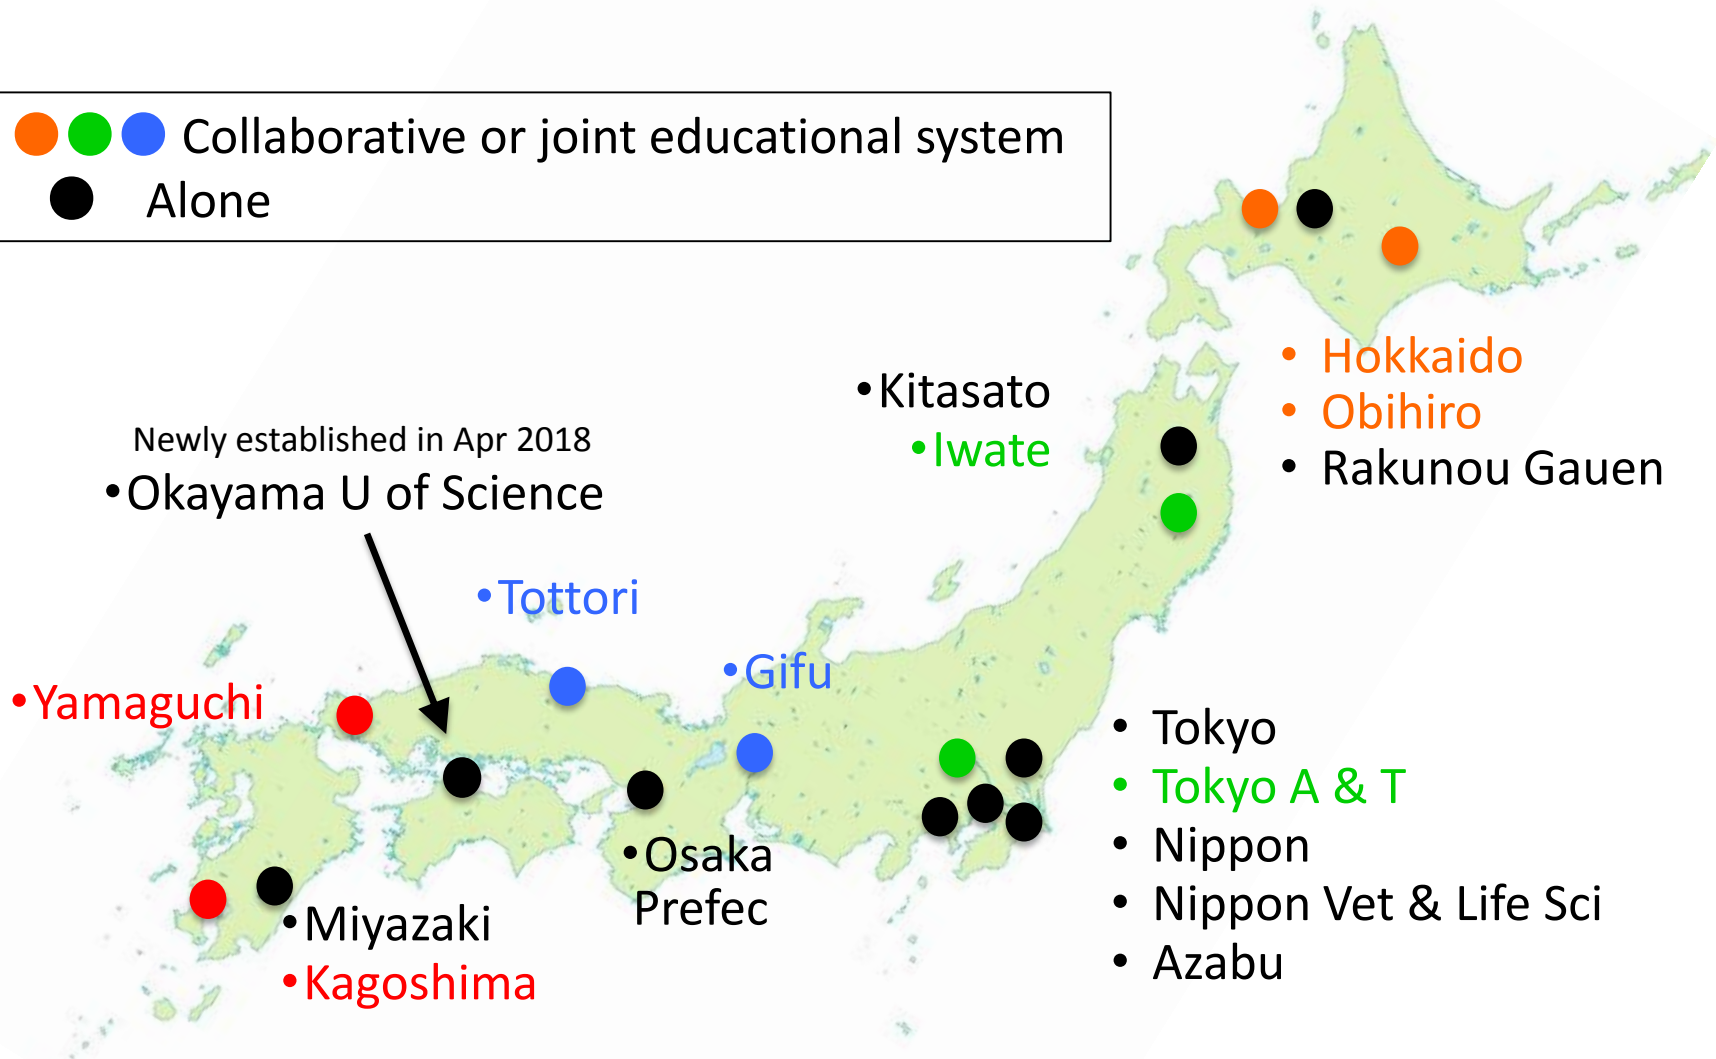 Collaborative or joint educational system
Alone
• Hokkaido
• Obihiro
• Rakunou Gauen
•Kitasato
•Iwate
Newly established in Apr 2018
•Okayama U of Science
•Tottori
•Gifu
•Yamaguchi
• Tokyo
• Tokyo A & T
• Nippon
• Nippon Vet & Life Sci
• Azabu
•Osaka
Prefec
•Miyazaki
•Kagoshima